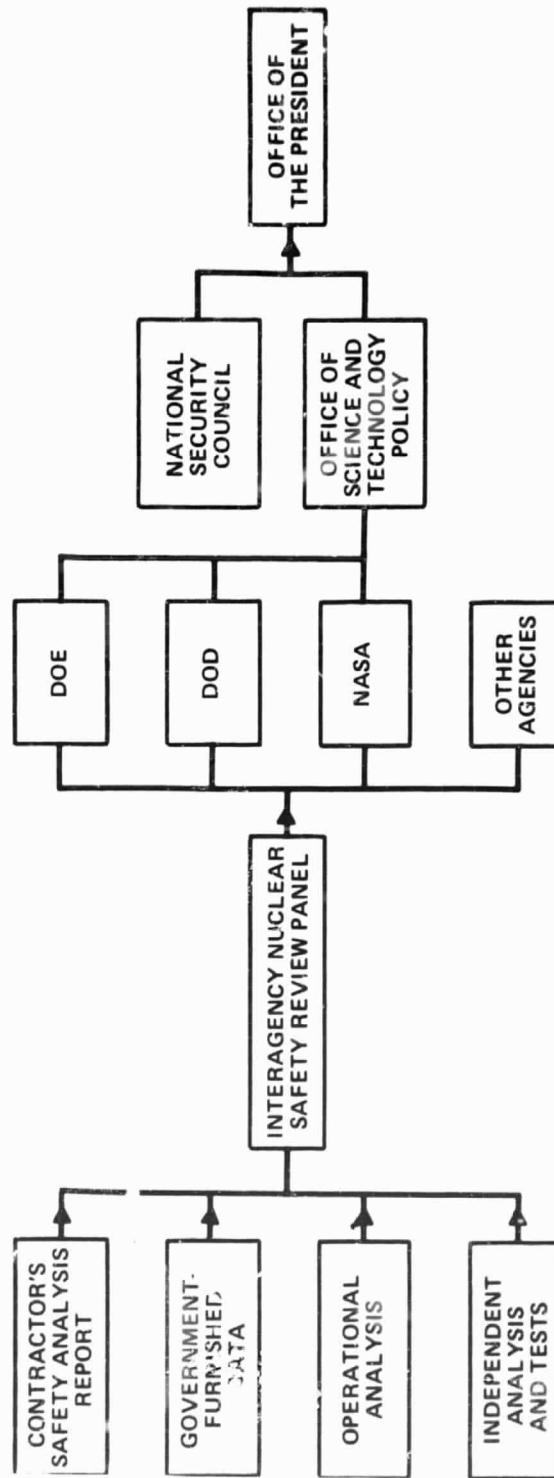 CONTRACTOR'S
SAFETY ANALYSIS
REPORT
GOVERNMENT-
FURNISHED
DATA
OPERATIONAL
ANALYSIS
INDEPENDENT
ANALYSIS
AND TESTS
INTERAGENCY NUCLEAR
SAFETY REVIEW PANEL
DOE
DOD
NASA
OTHER
AGENCIES
NATIONAL
SECURITY
COUNCIL
OFFICE OF
SCIENCE AND
TECHNOLOGY
POLICY
OFFICE OF
THE PRESIDENT